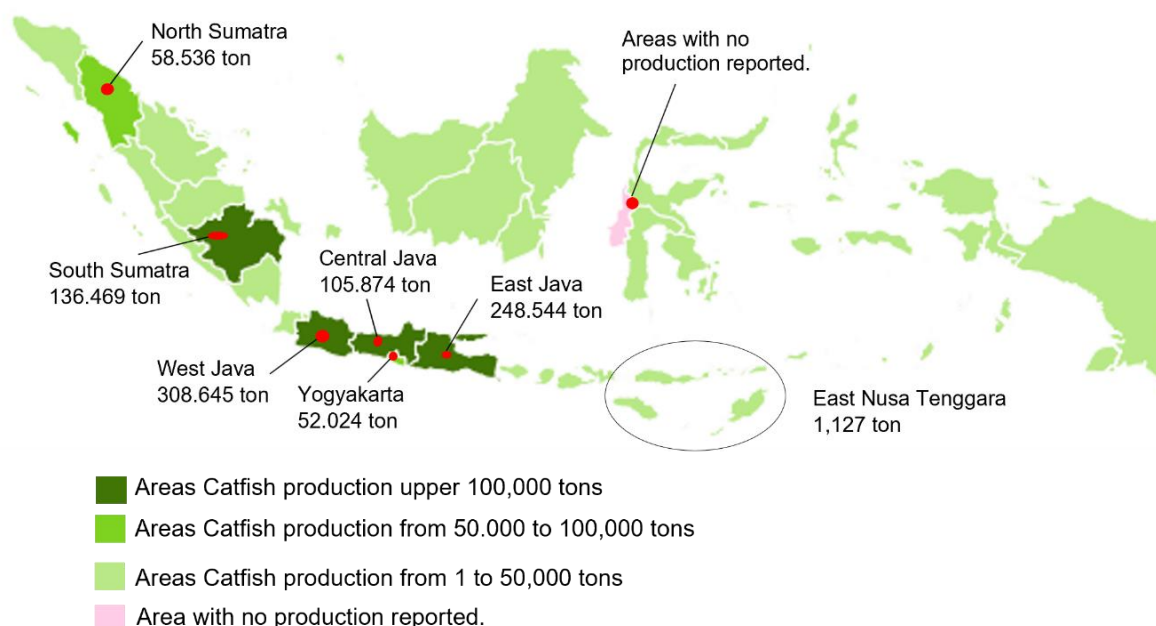 North Sumatra
58.536 ton
Areas with no
production reported.
South Sumatra
136.469 ton
Central Java
105.874 ton
East Java
248.544 ton
West Java
308.645 ton
Yogyakarta
52.024 ton
East Nusa Tenggara
1,127 ton
Areas Catfish production upper 100,000 tons
Areas Catfish production from 50.000 to 100,000 tons
Areas Catfish production from 1 to 50,000 tons
Area with no production reported.